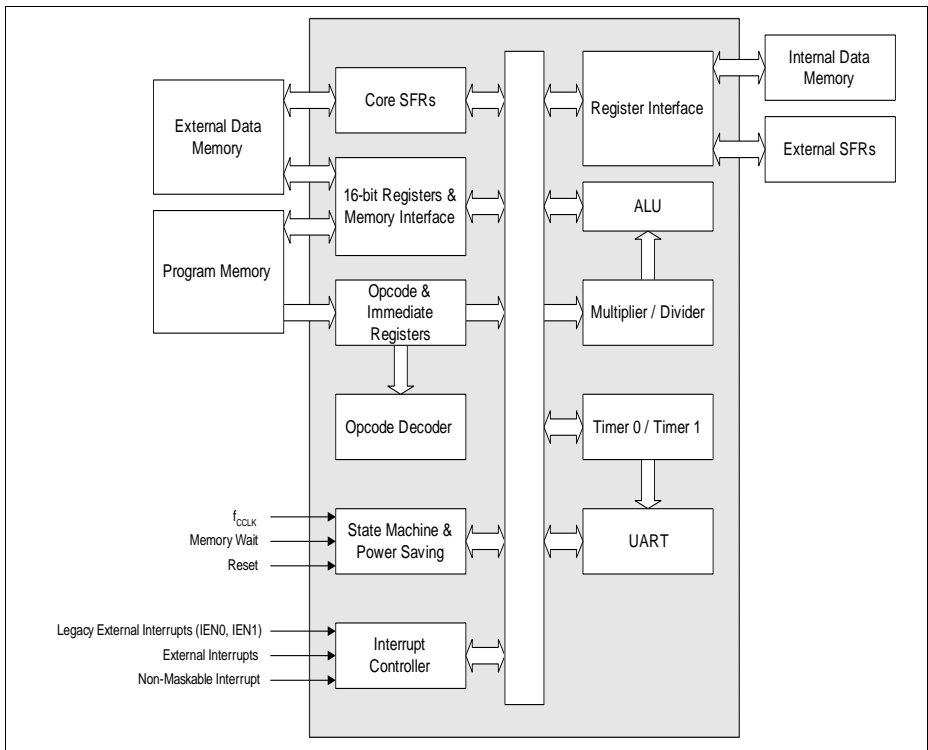 External Data
Memory
Program Memory
Core SFRs
16-bit Registers &
Memory Interface
Opcode &
Immediate
Registers
Opcode Decoder
State Machine &
Power Saving
Interrupt
Controller
fCCLK
Memory Wait
Reset
Legacy External Interrupts (IEN0, IEN1)
External Interrupts
Non-Maskable Interrupt
Register Interface
ALU
Multiplier / Divider
Timer 0 / Timer 1
UART
Internal Data
Memory
External SFRs